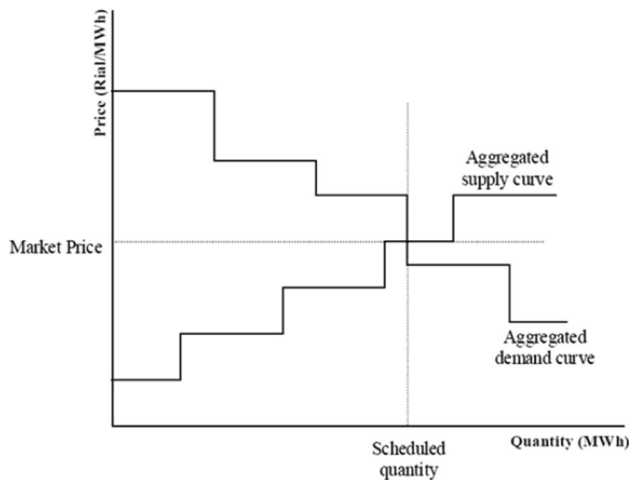 Price (Rial/MWh)
Aggregated
supply curve
Market Price
Aggregated
demand curve
Quantity (MWh)
Scheduled
quantity